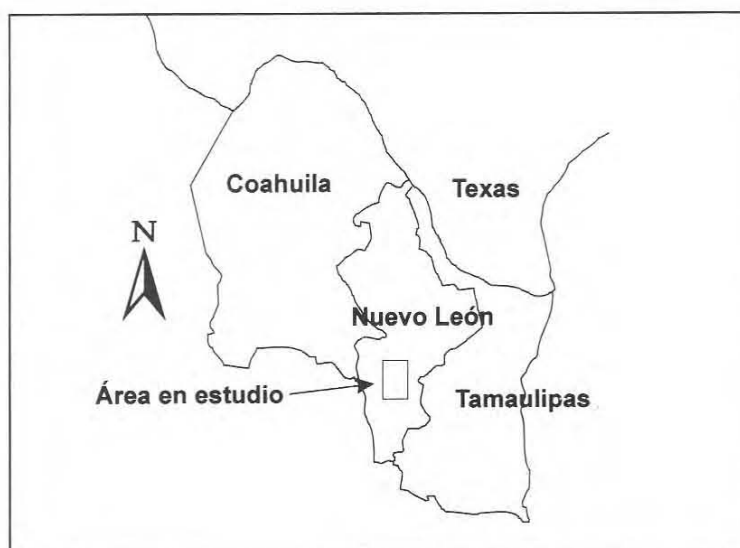 Coahuila
Texas
N
Nuevo León
Área en estudio
Tamaulipas